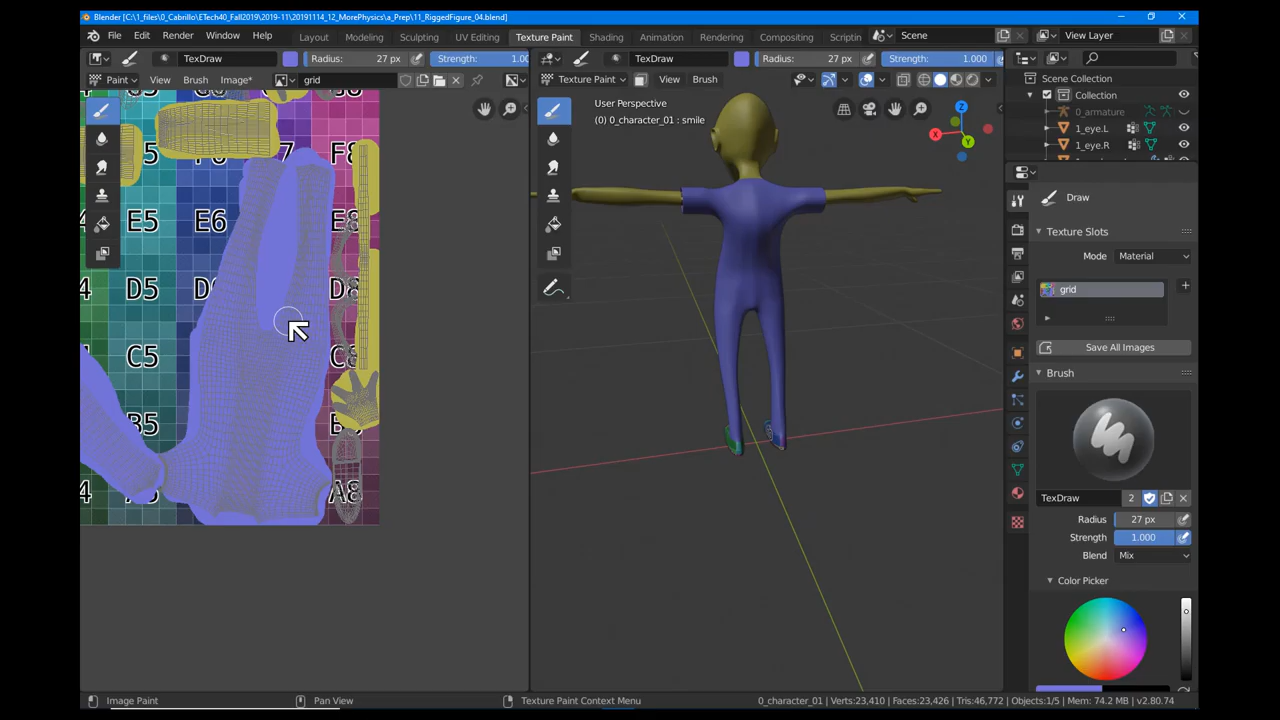 Blender [C:\1_files\0_Cabrillo\ETech40_Fall2019\2019-11\20191114_12_MorePhysics\a_Prep\11_RiggedFigure_04.blend]
File Edit Render Window Help Layout Modeling Sculpting UV Editing Texture Paint Shading Animation Rendering Compositing Scriptin Scene View Layer
TexDraw Radius: 27 px Strength: 1.00 TexDraw Radius: 27 px Strength: 1.000
Paint View Brush Image* grid Texture Paint View Brush
Scene Collection
Collection
0_armature
1_eye.L
1_eye.R
User Perspective
(0) 0_character_01 : smile
Z
X
Y
7 F8
E5 E6 E8
D5 D8
C5
B5
A8
Draw
Texture Slots
Mode Material
grid
Save All Images
Brush
TexDraw 2
Radius 27 px
Strength 1.000
Blend Mix
Color Picker
Image Paint Pan View Texture Paint Context Menu 0_character_01 | Verts:23,410 | Faces:23,426 | Tris:46,772 | Objects:1/5 | Mem: 74.2 MB | v2.80.74